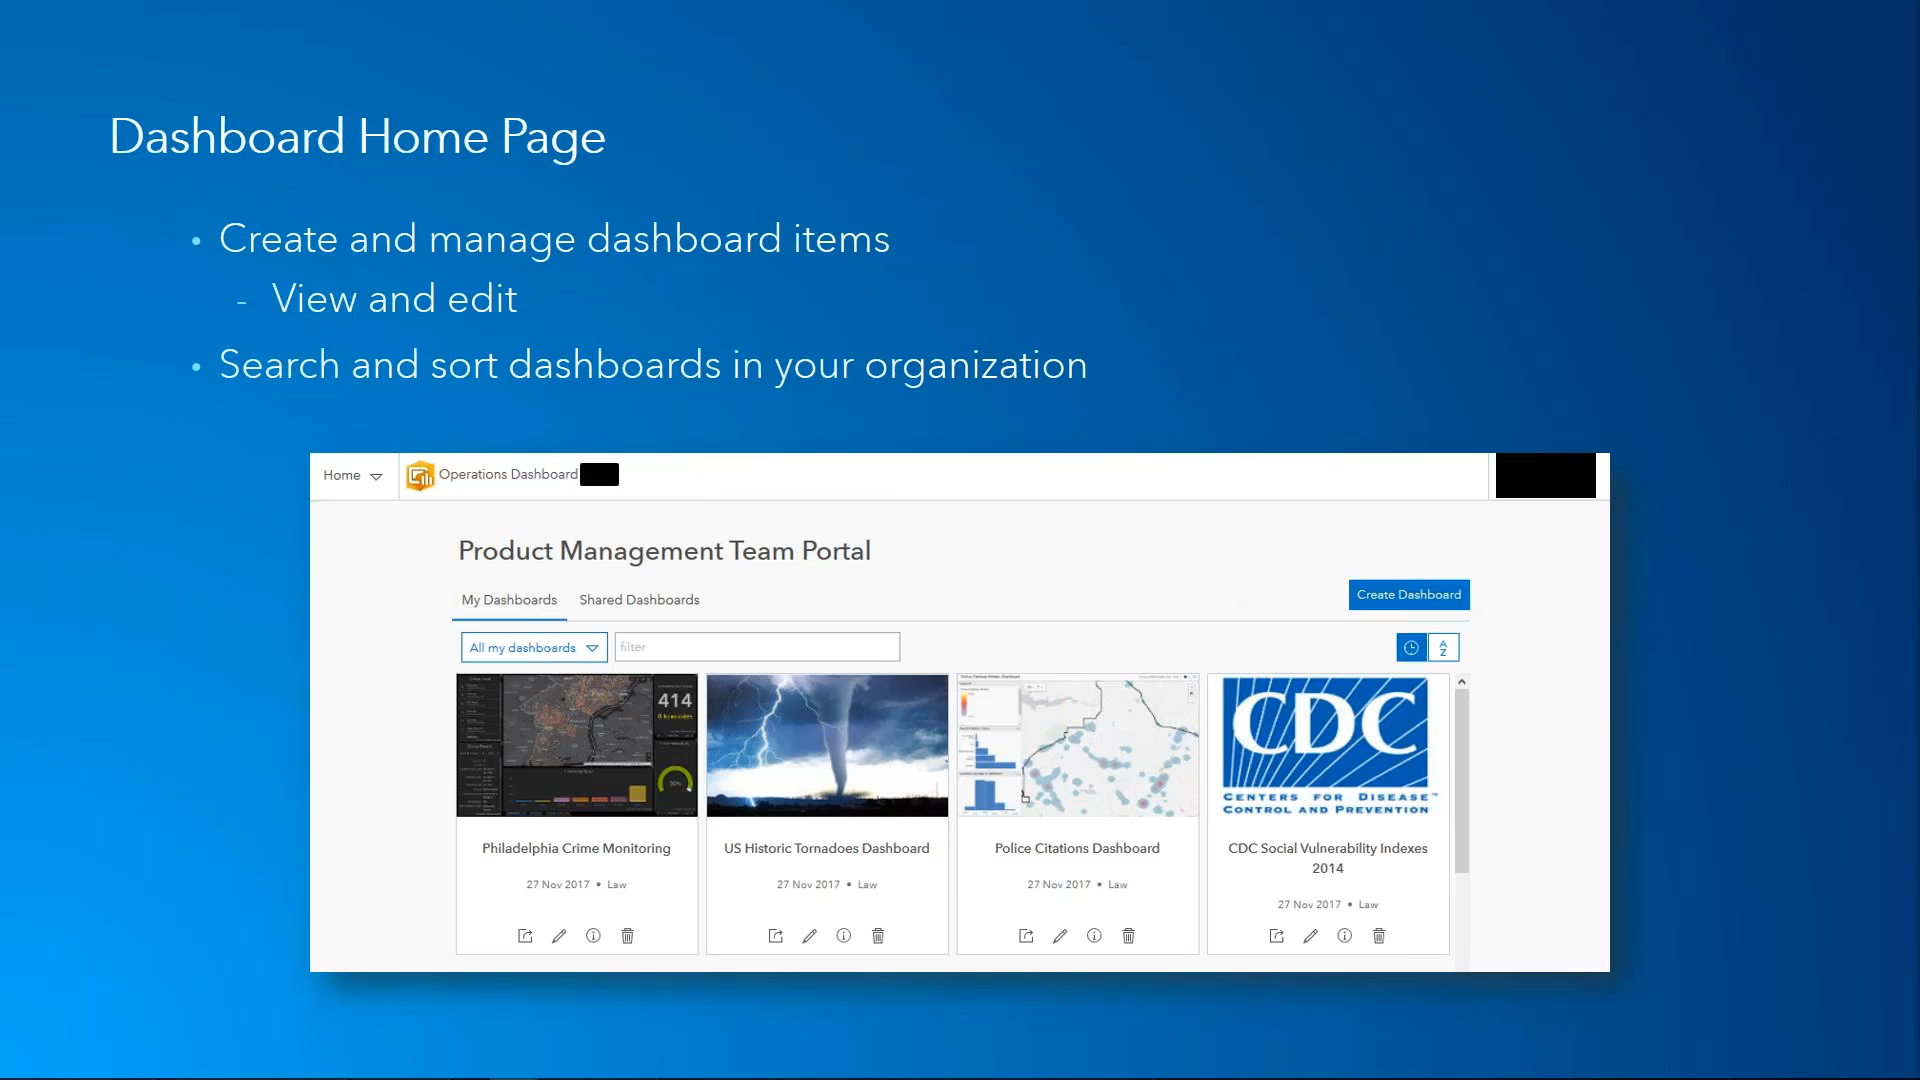 Dashboard Home Page
• Create and manage dashboard items
- View and edit
• Search and sort dashboards in your organization
Home
Operations Dashboard
Product Management Team Portal
My Dashboards Shared Dashboards
Create Dashboard
All my dashboards
filter
A
Z
414
CDC
CENTERS FOR DISEASE™
CONTROL AND PREVENTION
Philadelphia Crime Monitoring
27 Nov 2017 • Law
US Historic Tornadoes Dashboard
27 Nov 2017 • Law
Police Citations Dashboard
27 Nov 2017 • Law
CDC Social Vulnerability Indexes
2014
27 Nov 2017 • Law